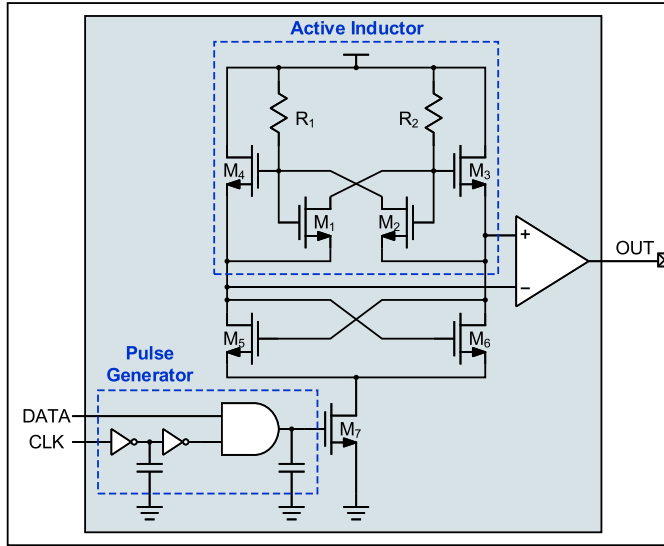 Active Inductor
R1 R2
M4 M3
M1 M2
+
OUT
−
M5 M6
Pulse
Generator
DATA
M7
CLK